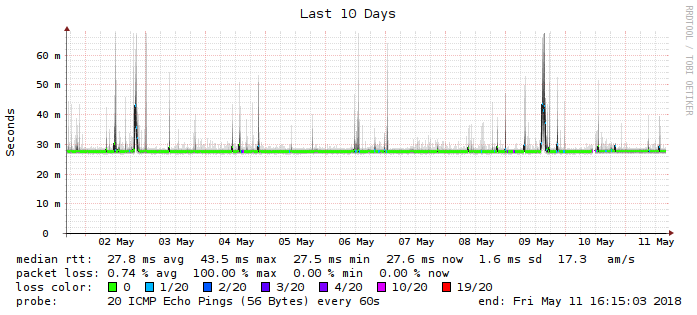 Last 10 Days
RRDTOOL / TOBI OETIKER
Seconds
60 m
50 m
40 m
30 m
20 m
10 m
0
02 May 03 May 04 May 05 May 06 May 07 May 08 May 09 May 10 May 11 May
median rtt: 27.8 ms avg 43.5 ms max 27.5 ms min 27.6 ms now 1.6 ms sd 17.3 am/s
packet loss: 0.74 % avg 100.00 % max 0.00 % min 0.00 % now
loss color: 0 1/20 2/20 3/20 4/20 10/20 19/20
probe: 20 ICMP Echo Pings (56 Bytes) every 60s end: Fri May 11 16:15:03 2018